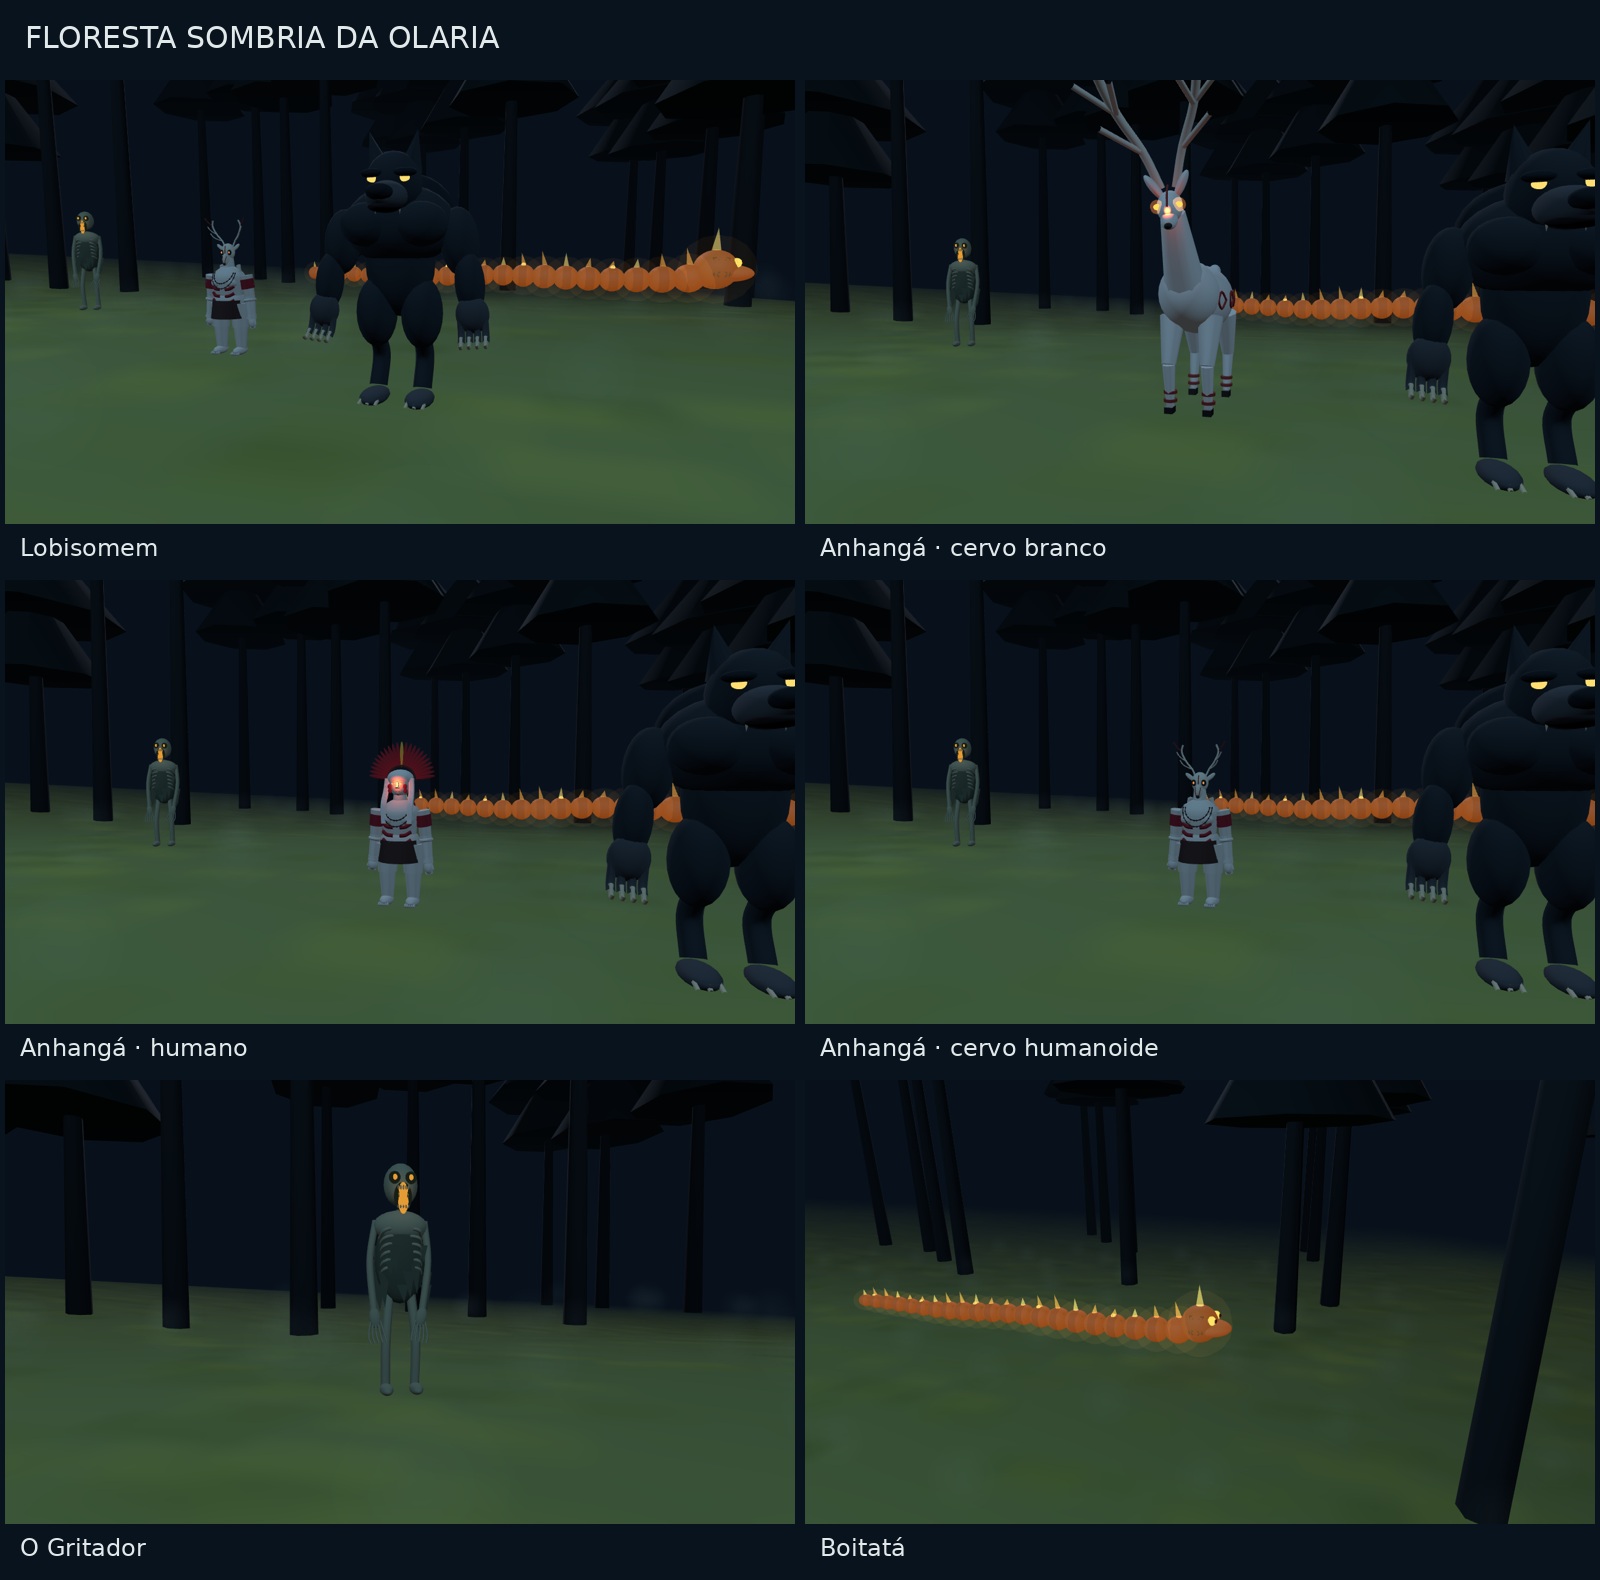 FLORESTA SOMBRIA DA OLARIA
Lobisomem
Anhangá · cervo branco
Anhangá · humano
Anhangá · cervo humanoide
O Gritador
Boitatá